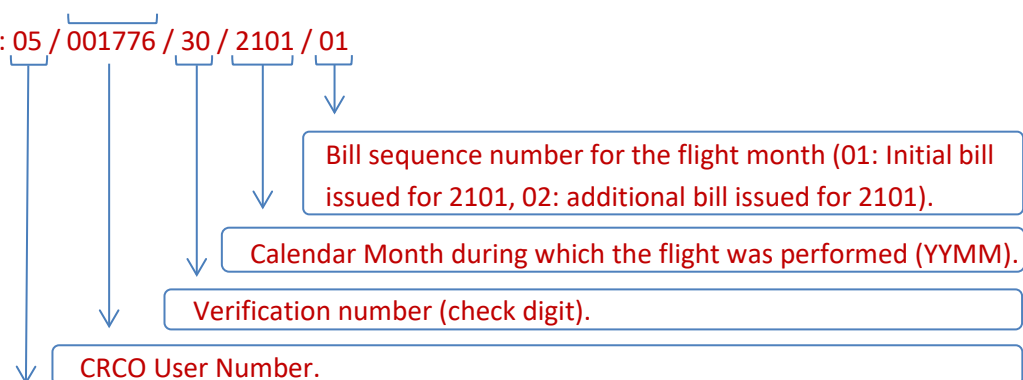 : 05 / 001776 / 30 / 2101 / 01
Bill sequence number for the flight month (01: Initial bill
issued for 2101, 02: additional bill issued for 2101).
Calendar Month during which the flight was performed (YYMM).
Verification number (check digit).
CRCO User Number.